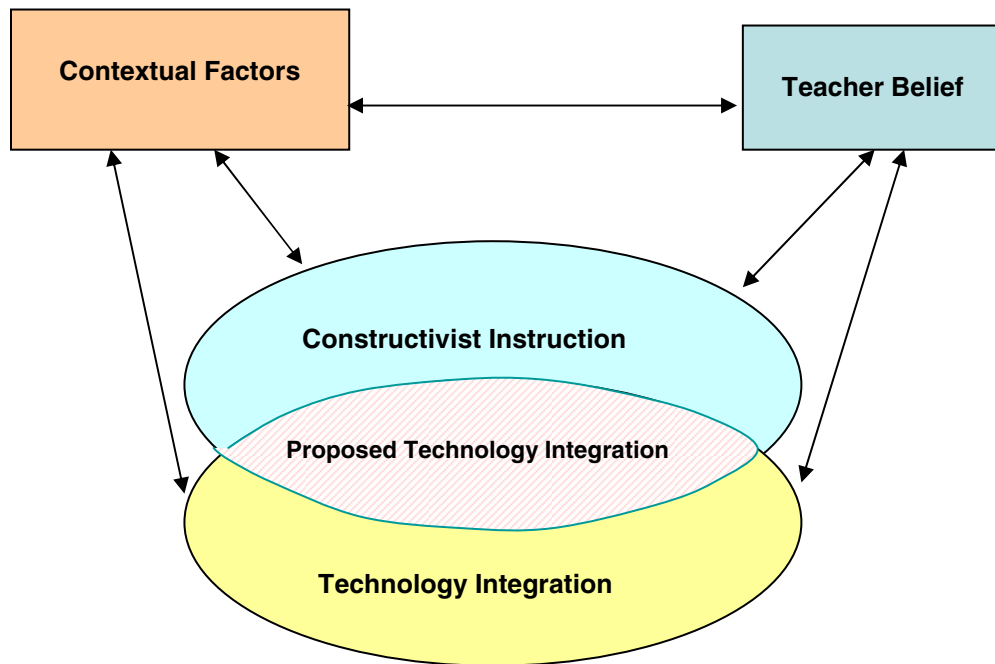 Contextual Factors
Teacher Belief
Constructivist Instruction
Proposed Technology Integration
Technology Integration